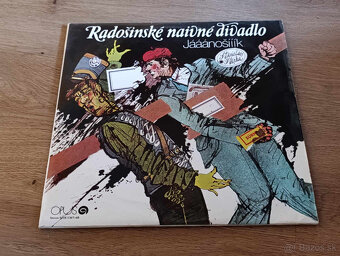 Radošinské naivné divadlo
Jááánošííík
OPUS
Bazos.sk